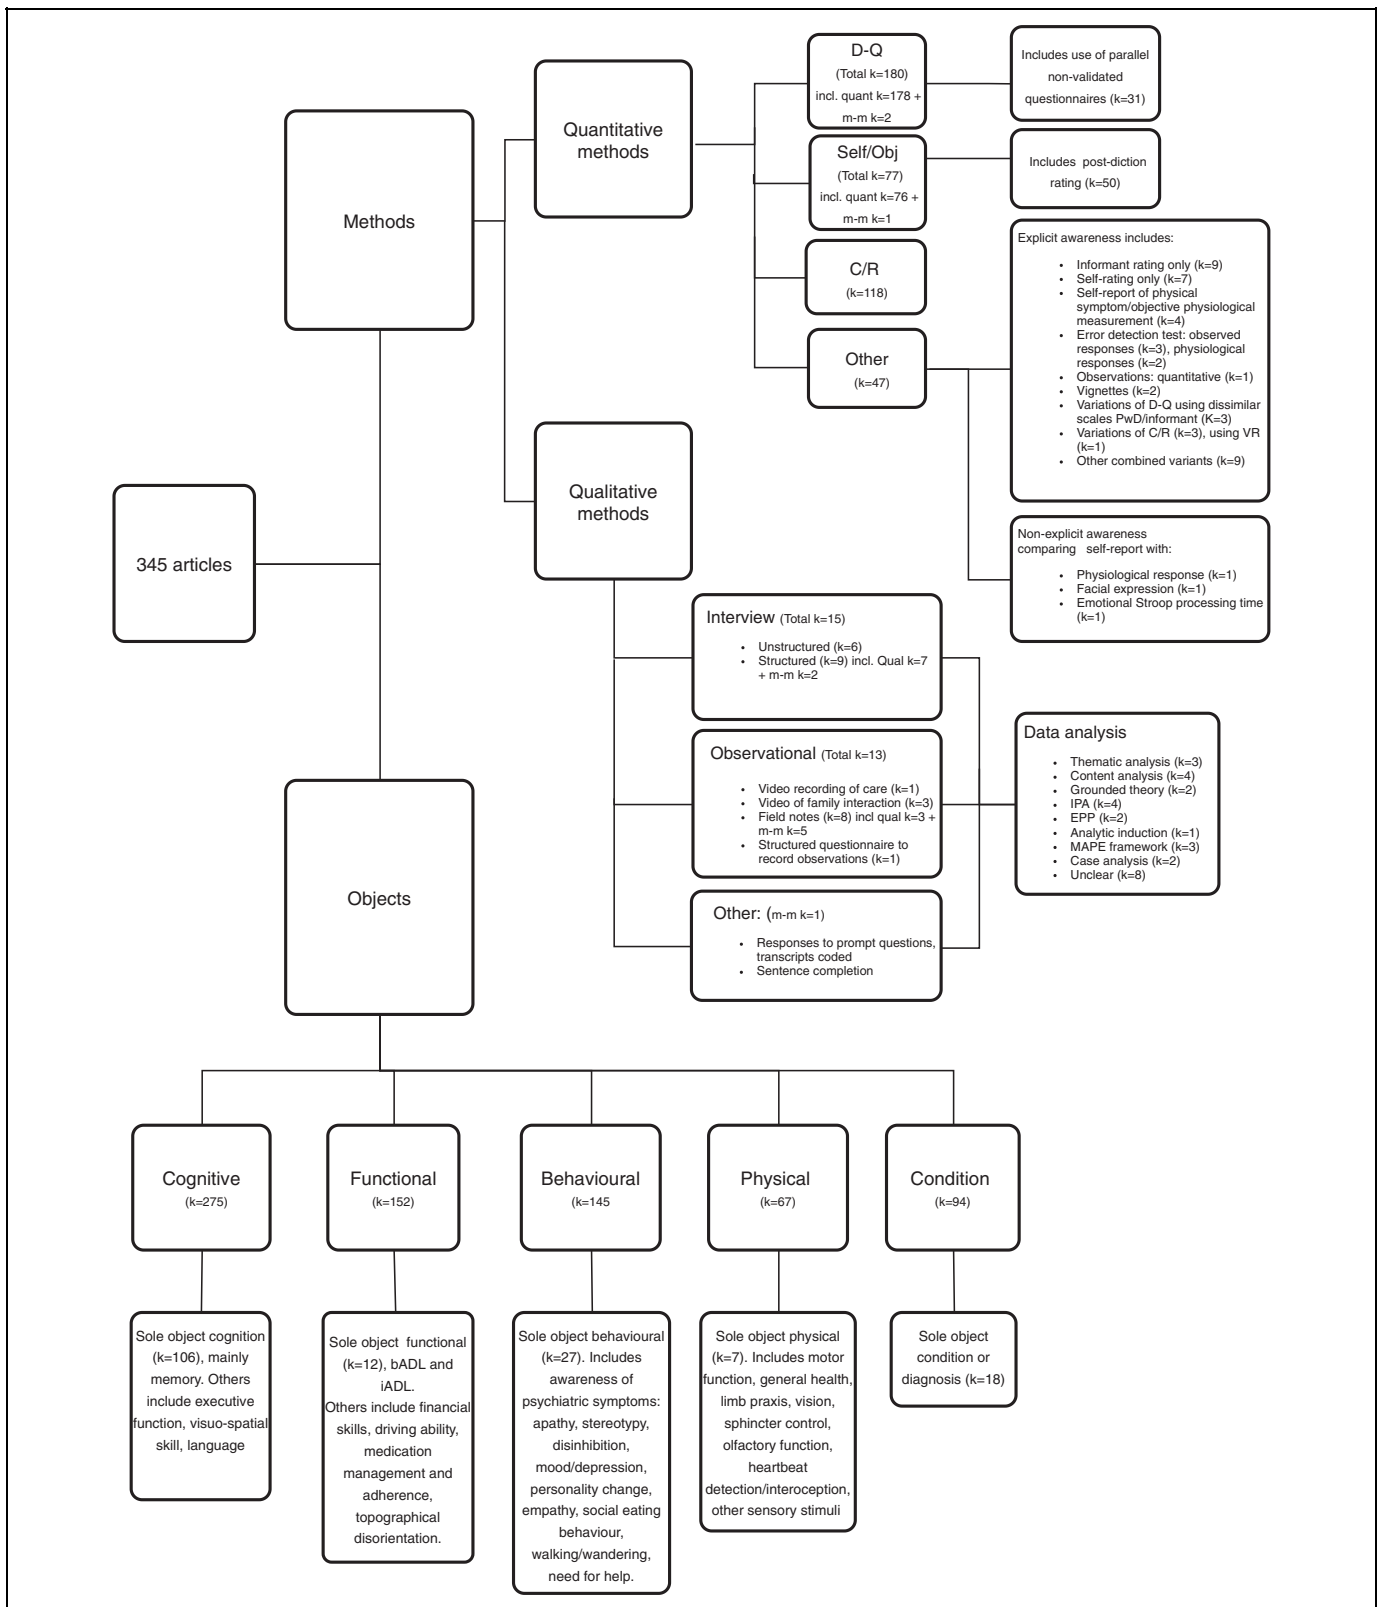 345 articles
Methods
Quantitative
methods
D-Q
(Total k=180)
incl. quant k=178 +
m-m k=2
Includes use of parallel
non-validated
questionnaires (k=31)
Self/Obj
(Total k=77)
incl. quant k=76 +
m-m k=1
Includes post-diction
rating (k=50)
C/R
(k=118)
Other
(k=47)
Explicit awareness includes:
• Informant rating only (k=9)
• Self-rating only (k=7)
• Self-report of physical
symptom/objective physiological
measurement (k=4)
• Error detection test: observed
responses (k=3), physiological
responses (k=2)
• Observations: quantitative (k=1)
• Vignettes (k=2)
• Variations of D-Q using dissimilar
scales PwD/informant (K=3)
• Variations of C/R (k=3), using VR
(k=1)
• Other combined variants (k=9)
Non-explicit awareness
comparing self-report with:
• Physiological response (k=1)
• Facial expression (k=1)
• Emotional Stroop processing time
(k=1)
Qualitative
methods
Interview (Total k=15)
• Unstructured (k=6)
• Structured (k=9) incl. Qual k=7
+ m-m k=2
Observational (Total k=13)
• Video recording of care (k=1)
• Video of family interaction (k=3)
• Field notes (k=8) incl qual k=3 +
m-m k=5
• Structured questionnaire to
record observations (k=1)
Other: (m-m k=1)
• Responses to prompt questions,
transcripts coded
• Sentence completion
Data analysis
• Thematic analysis (k=3)
• Content analysis (k=4)
• Grounded theory (k=2)
• IPA (k=4)
• EPP (k=2)
• Analytic induction (k=1)
• MAPE framework (k=3)
• Case analysis (k=2)
• Unclear (k=8)
Objects
Cognitive
(k=275)
Functional
(k=152)
Behavioural
(k=145
Physical
(k=67)
Condition
(k=94)
Sole object cognition
(k=106), mainly
memory. Others
include executive
function, visuo-spatial
skill, language
Sole object functional
(k=12), bADL and
iADL.
Others include financial
skills, driving ability,
medication
management and
adherence,
topographical
disorientation.
Sole object behavioural
(k=27). Includes
awareness of
psychiatric symptoms:
apathy, stereotypy,
disinhibition,
mood/depression,
personality change,
empathy, social eating
behaviour,
walking/wandering,
need for help.
Sole object physical
(k=7). Includes motor
function, general health,
limb praxis, vision,
sphincter control,
olfactory function,
heartbeat
detection/interoception,
other sensory stimuli
Sole object
condition or
diagnosis (k=18)